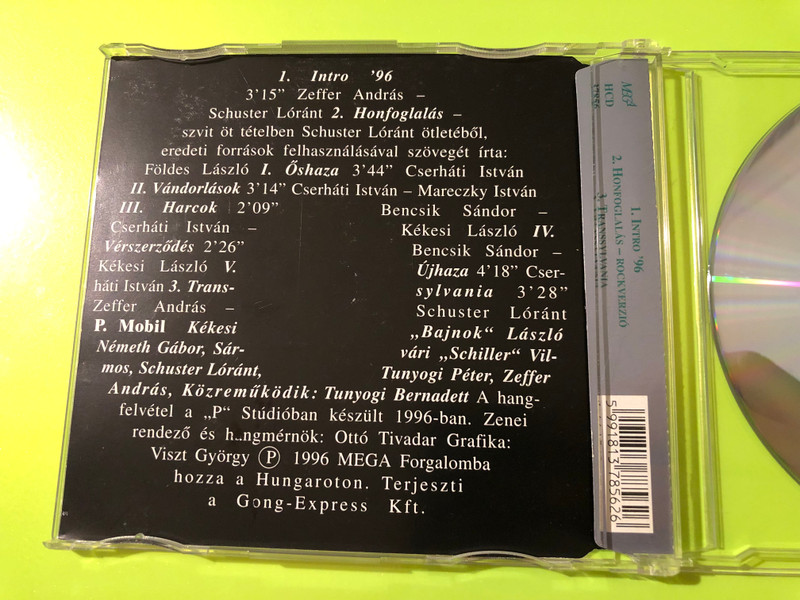 1. Intro ’96
3’15” Zeffer András –
Schuster Lóránt 2. Honfoglalás –
szvit öt tételben Schuster Lóránt ötletéből,
eredeti források felhasználásával szövegét írta:
Földes László I. Őshaza 3’44” Cserháti István
II. Vándorlások 3’14” Cserháti István – Mareczky István
III. Harcok 2’09” Bencsik Sándor –
Cserháti István – Kékesi László IV.
Vérszerződés 2’26” Bencsik Sándor –
Kékesi László V. Újhaza 4’18” Cser-
háti István 3. Trans- sylvania 3’28”
Zeffer András – Schuster Lóránt
P. Mobil Kékesi „Bajnok” László
Németh Gábor, Sár- vári „Schiller” Vil-
mos, Schuster Lóránt, Tunyogi Péter, Zeffer
András, Közreműködik: Tunyogi Bernadett A hang-
felvétel a „P” Stúdióban készült 1996-ban. Zenei
rendező és hangmérnök: Ottó Tivadar Grafika:
Viszt György Ⓟ 1996 MEGA Forgalomba
hozza a Hungaroton. Terjeszti
a Gong-Express Kft.
MEGA
HCD
1. INTRO ’96
2. HONFOGLALÁS – ROCKVERZIÓ
3. TRANSSYLVANIA
5991813785626